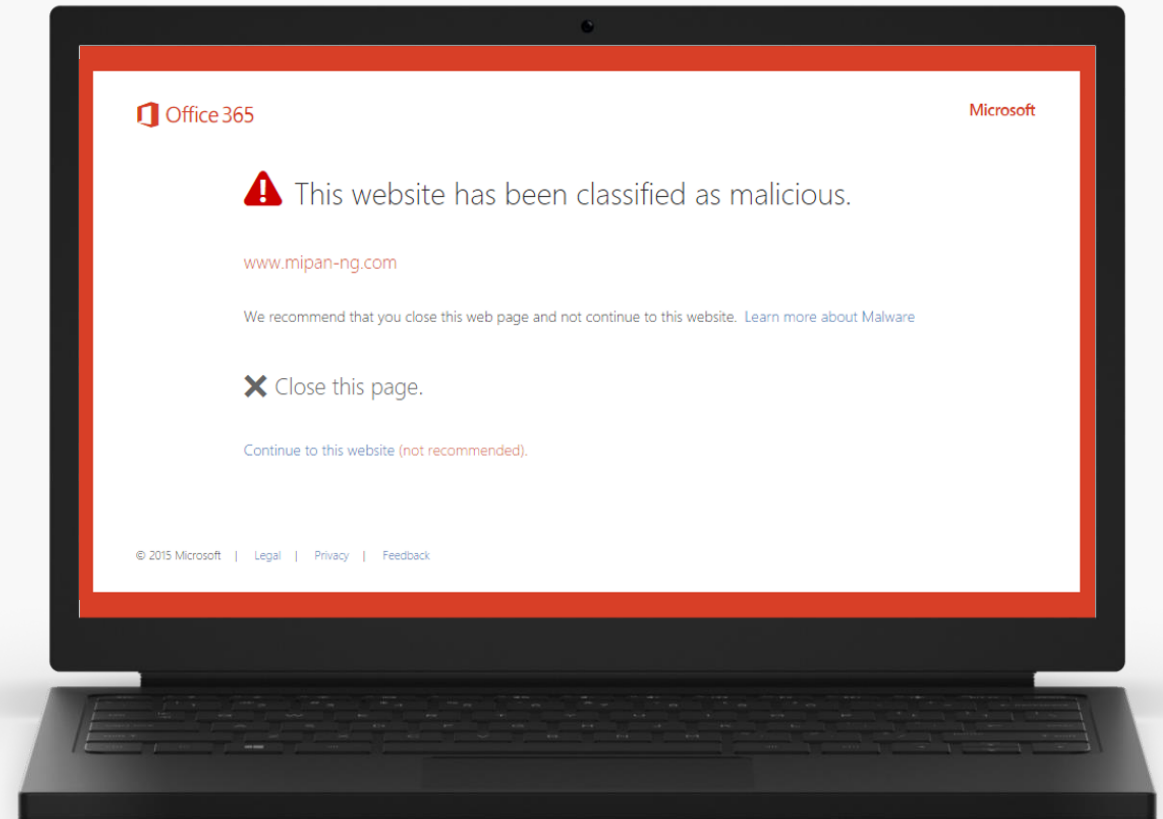 Office 365
Microsoft
This website has been classified as malicious.
www.mipan-ng.com
We recommend that you close this web page and not continue to this website. Learn more about Malware
Close this page.
Continue to this website (not recommended).
© 2015 Microsoft | Legal | Privacy | Feedback